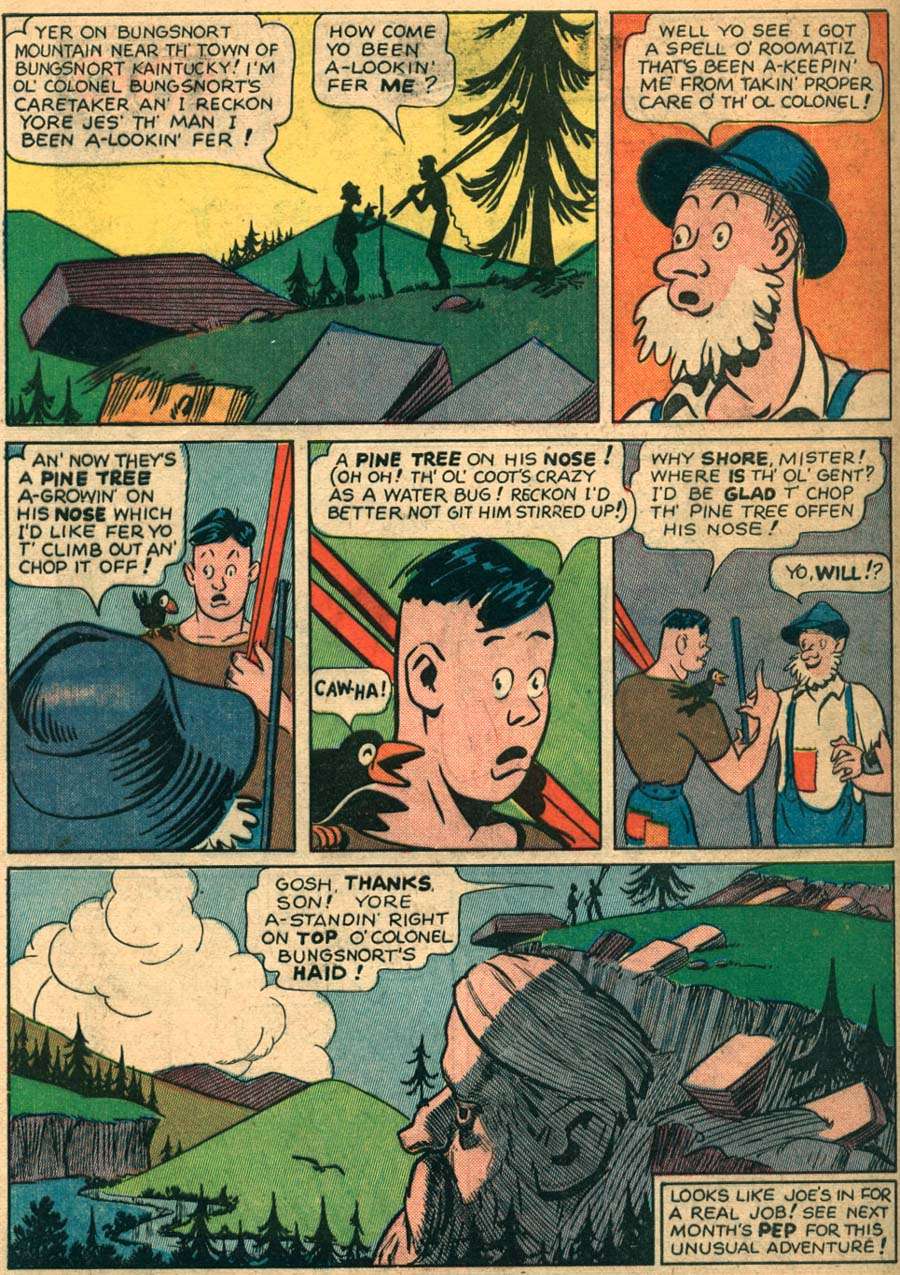 YER ON BUNGSNORT
MOUNTAIN NEAR TH' TOWN OF
BUNGSNORT KAINTUCKY! I'M
OL' COLONEL BUNGSNORT'S
CARETAKER AN' I RECKON
YORE JES' TH' MAN I
BEEN A-LOOKIN' FER!
HOW COME
YO BEEN
A-LOOKIN'
FER ME?
WELL YO SEE I GOT
A SPELL O' ROOMATIZ
THAT'S BEEN A-KEEPIN'
ME FROM TAKIN' PROPER
CARE O' TH' OL COLONEL!
AN' NOW THEY'S
A PINE TREE
A-GROWIN' ON
HIS NOSE WHICH
I'D LIKE FER YO
T' CLIMB OUT AN'
CHOP IT OFF!
A PINE TREE ON HIS NOSE!
(OH OH! TH' OL' COOT'S CRAZY
AS A WATER BUG! RECKON I'D
BETTER NOT GIT HIM STIRRED UP!)
CAW-HA!
WHY SHORE, MISTER!
WHERE IS TH' OL' GENT?
I'D BE GLAD T' CHOP
TH' PINE TREE OFFEN
HIS NOSE!
YO, WILL!?
GOSH, THANKS,
SON! YORE
A-STANDIN' RIGHT
ON TOP O' COLONEL
BUNGSNORT'S
HAID!
LOOKS LIKE JOE'S IN FOR
A REAL JOB! SEE NEXT
MONTH'S PEP FOR THIS
UNUSUAL ADVENTURE!